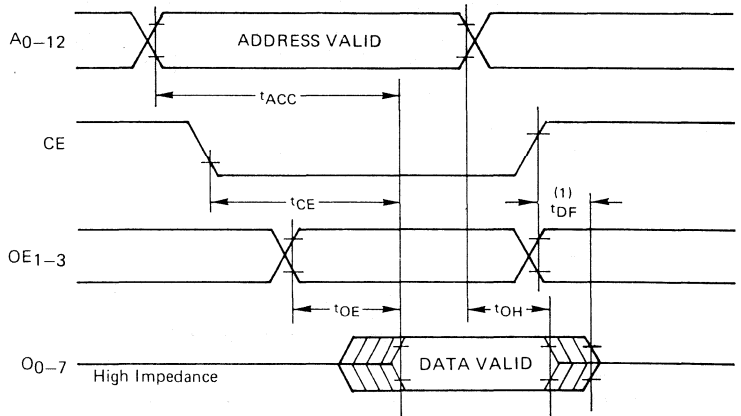 A0–12
ADDRESS VALID
tACC
CE
tCE
(1)
tDF
OE1–3
tOE
tOH
O0–7
High Impedance
DATA VALID